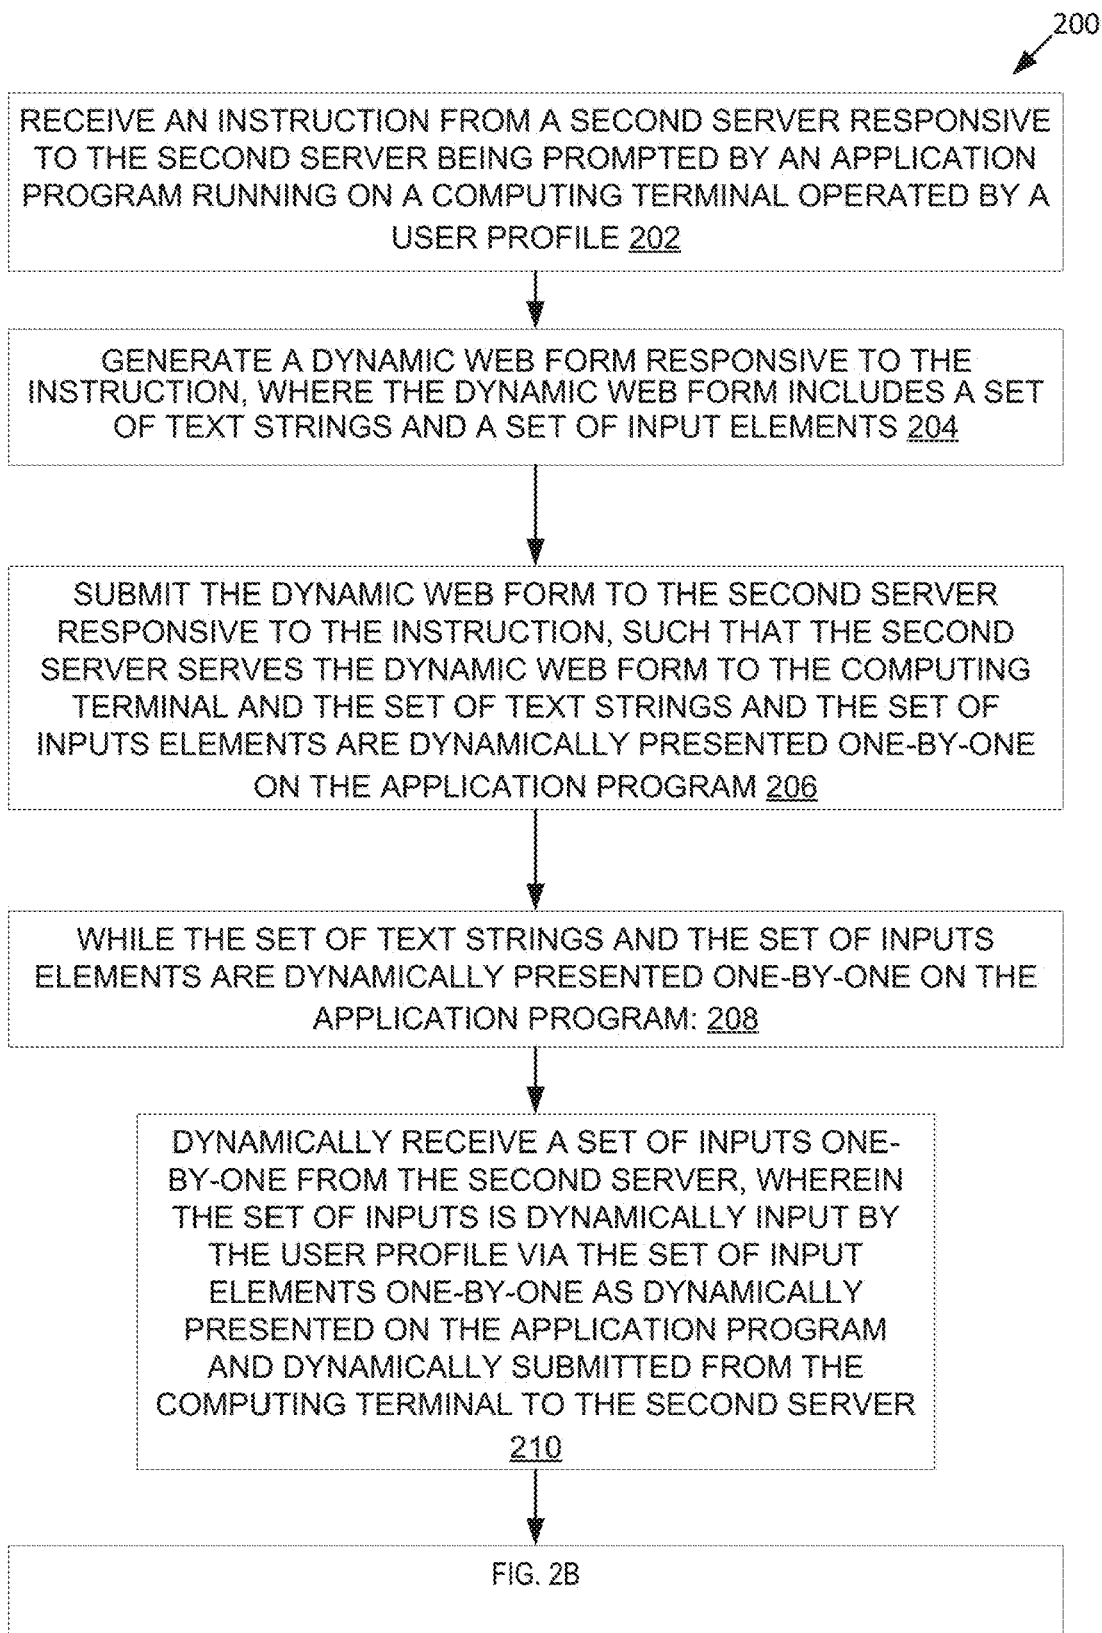 200
RECEIVE AN INSTRUCTION FROM A SECOND SERVER RESPONSIVE
TO THE SECOND SERVER BEING PROMPTED BY AN APPLICATION
PROGRAM RUNNING ON A COMPUTING TERMINAL OPERATED BY A
USER PROFILE 202
GENERATE A DYNAMIC WEB FORM RESPONSIVE TO THE
INSTRUCTION, WHERE THE DYNAMIC WEB FORM INCLUDES A SET
OF TEXT STRINGS AND A SET OF INPUT ELEMENTS 204
SUBMIT THE DYNAMIC WEB FORM TO THE SECOND SERVER
RESPONSIVE TO THE INSTRUCTION, SUCH THAT THE SECOND
SERVER SERVES THE DYNAMIC WEB FORM TO THE COMPUTING
TERMINAL AND THE SET OF TEXT STRINGS AND THE SET OF
INPUTS ELEMENTS ARE DYNAMICALLY PRESENTED ONE-BY-ONE
ON THE APPLICATION PROGRAM 206
WHILE THE SET OF TEXT STRINGS AND THE SET OF INPUTS
ELEMENTS ARE DYNAMICALLY PRESENTED ONE-BY-ONE ON THE
APPLICATION PROGRAM: 208
DYNAMICALLY RECEIVE A SET OF INPUTS ONE-
BY-ONE FROM THE SECOND SERVER, WHEREIN
THE SET OF INPUTS IS DYNAMICALLY INPUT BY
THE USER PROFILE VIA THE SET OF INPUT
ELEMENTS ONE-BY-ONE AS DYNAMICALLY
PRESENTED ON THE APPLICATION PROGRAM
AND DYNAMICALLY SUBMITTED FROM THE
COMPUTING TERMINAL TO THE SECOND SERVER
210
FIG. 2B